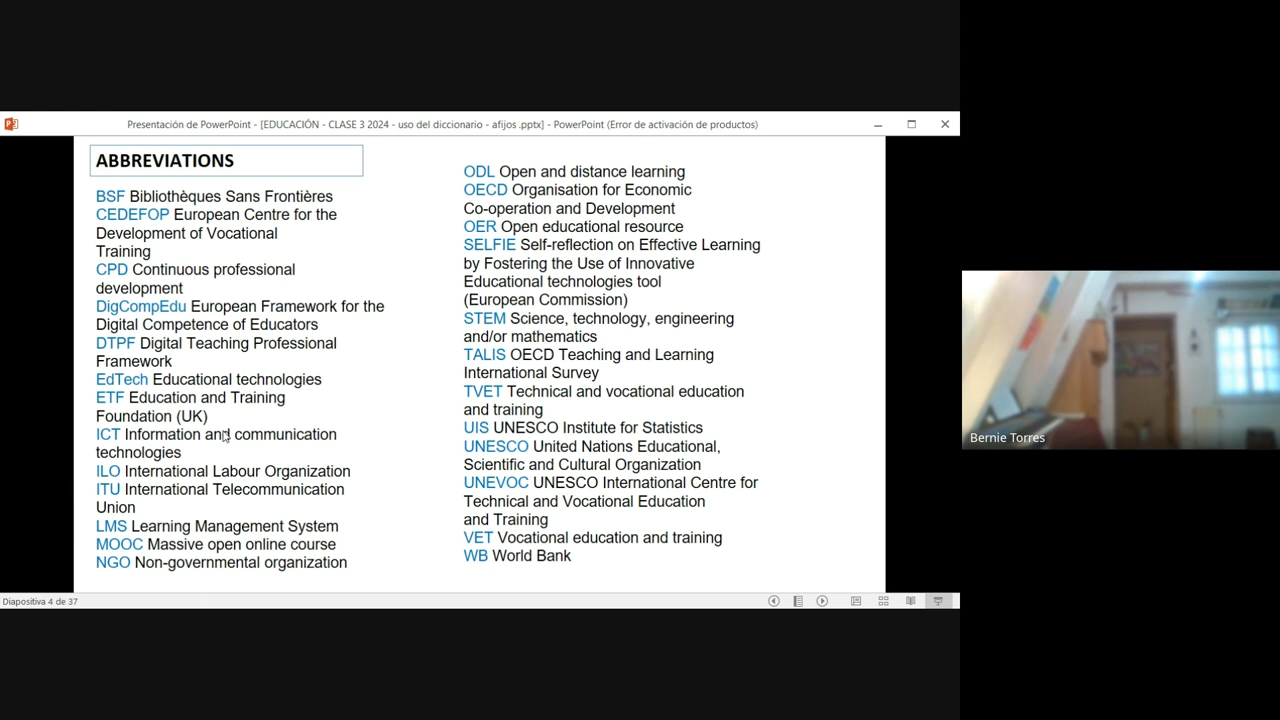 Presentación de PowerPoint - [EDUCACIÓN - CLASE 3 2024 - uso del diccionario - afijos .pptx] - PowerPoint (Error de activación de productos)
ABBREVIATIONS
BSF Bibliothèques Sans Frontières
CEDEFOP European Centre for the
Development of Vocational
Training
CPD Continuous professional
development
DigCompEdu European Framework for the
Digital Competence of Educators
DTPF Digital Teaching Professional
Framework
EdTech Educational technologies
ETF Education and Training
Foundation (UK)
ICT Information and communication
technologies
ILO International Labour Organization
ITU International Telecommunication
Union
LMS Learning Management System
MOOC Massive open online course
NGO Non-governmental organization
ODL Open and distance learning
OECD Organisation for Economic
Co-operation and Development
OER Open educational resource
SELFIE Self-reflection on Effective Learning
by Fostering the Use of Innovative
Educational technologies tool
(European Commission)
STEM Science, technology, engineering
and/or mathematics
TALIS OECD Teaching and Learning
International Survey
TVET Technical and vocational education
and training
UIS UNESCO Institute for Statistics
UNESCO United Nations Educational,
Scientific and Cultural Organization
UNEVOC UNESCO International Centre for
Technical and Vocational Education
and Training
VET Vocational education and training
WB World Bank
Diapositiva 4 de 37
Bernie Torres